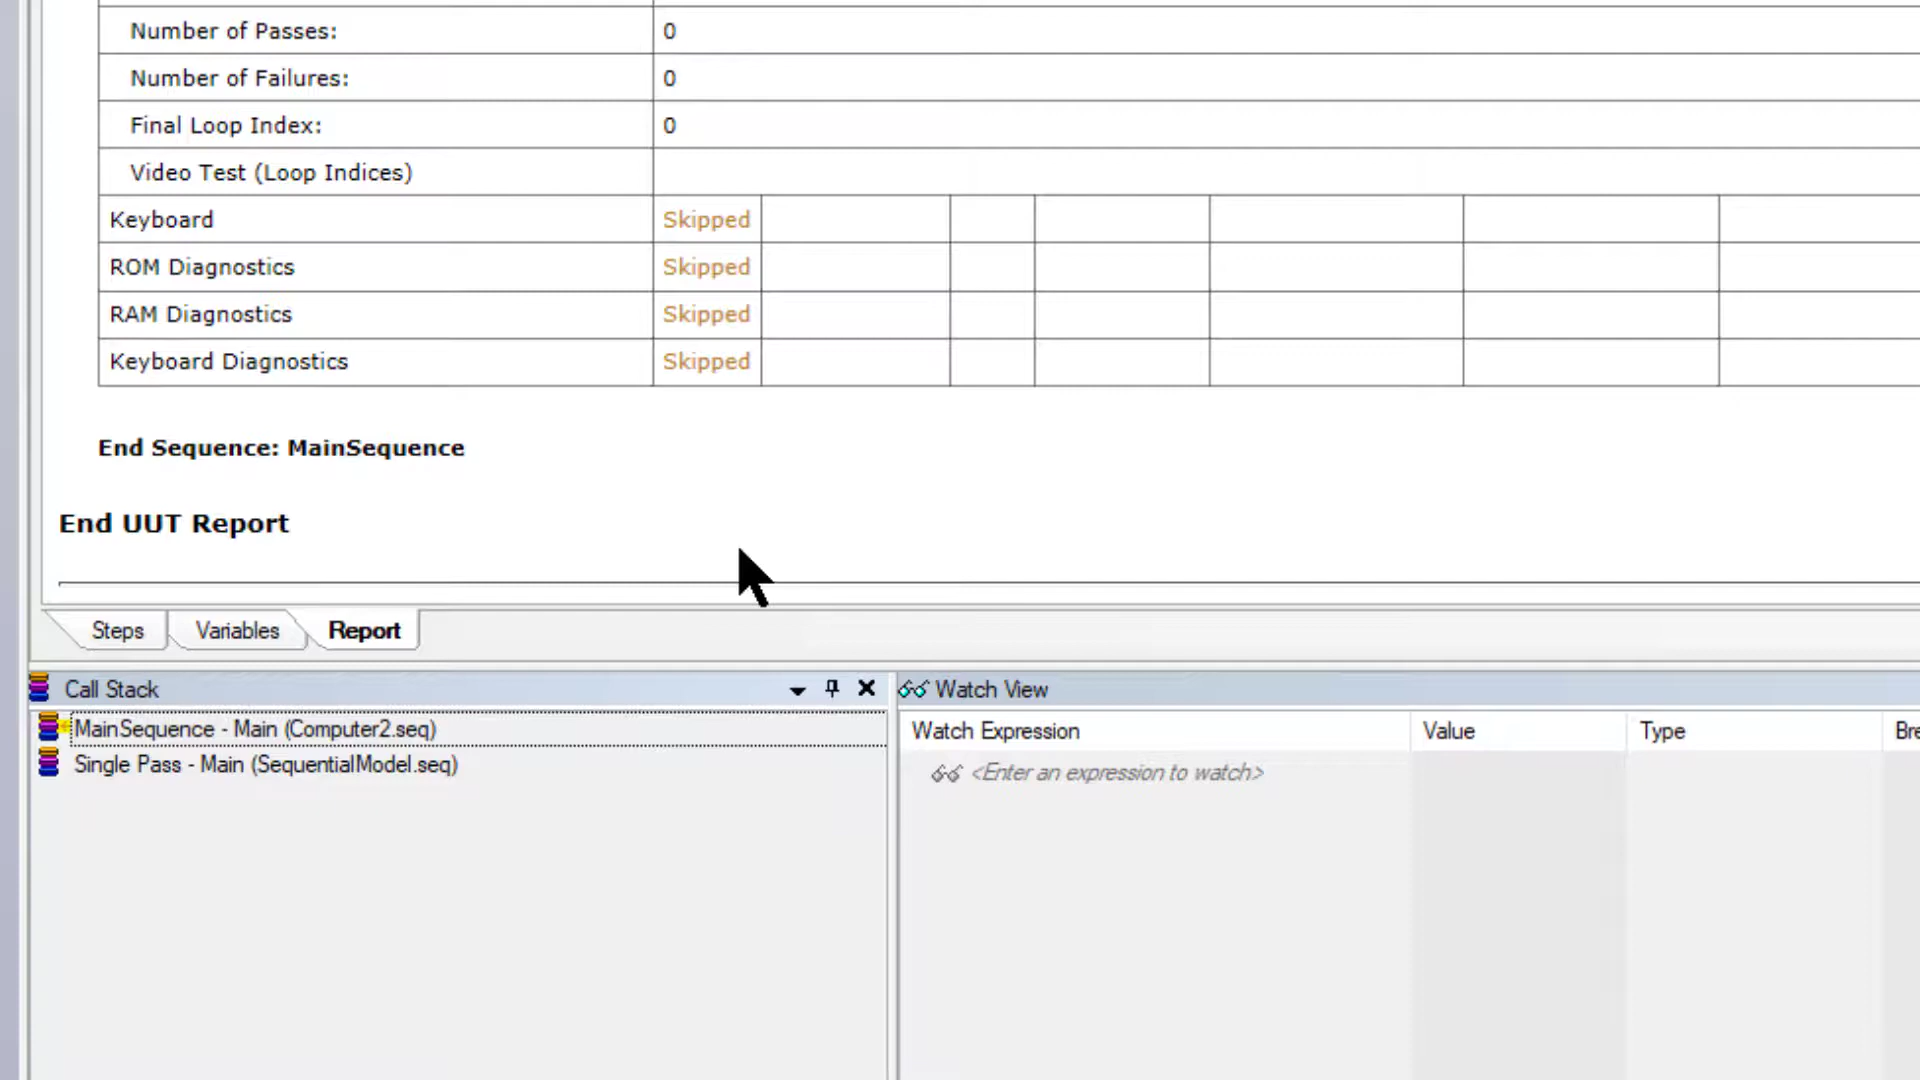 Number of Passes: 0
Number of Failures: 0
Final Loop Index: 0
Video Test (Loop Indices)
Keyboard Skipped
ROM Diagnostics Skipped
RAM Diagnostics Skipped
Keyboard Diagnostics Skipped
End Sequence: MainSequence
End UUT Report
Steps Variables Report
Call Stack
MainSequence - Main (Computer2.seq)
Single Pass - Main (SequentialModel.seq)
Watch View
Watch Expression Value Type
<Enter an expression to watch>